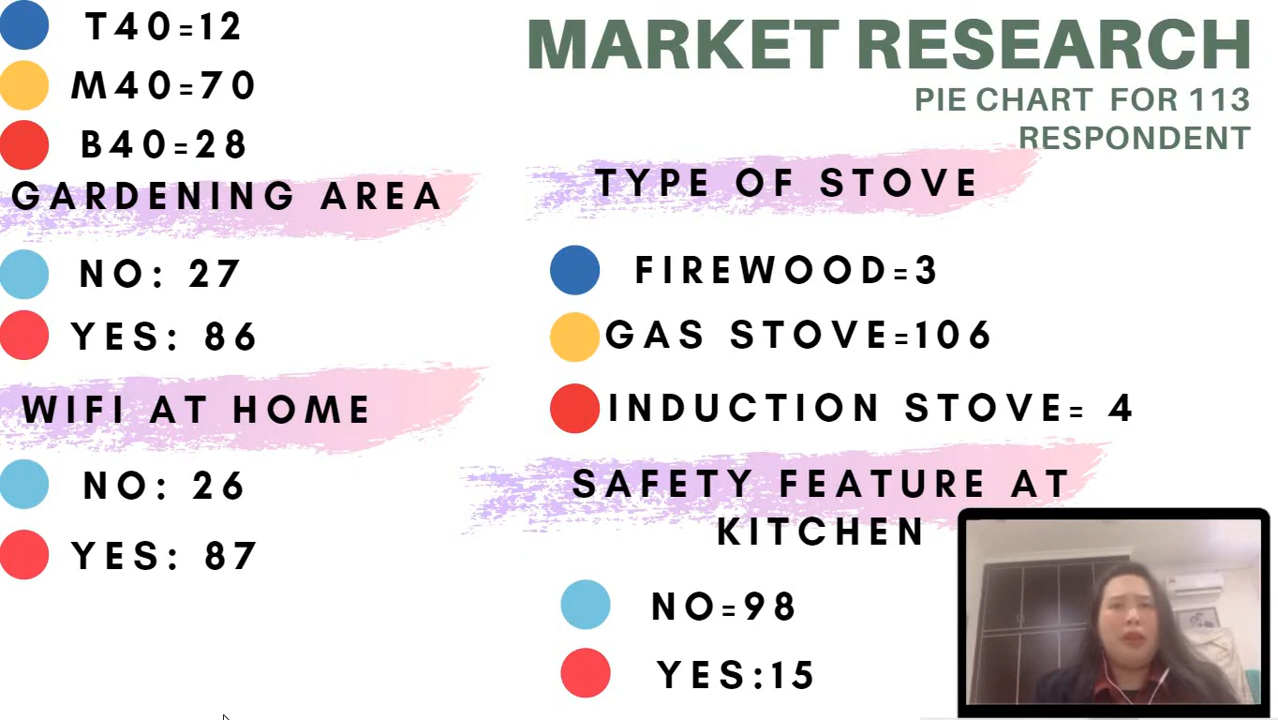 MARKET RESEARCH
PIE CHART FOR 113
RESPONDENT
T40=12
M40=70
B40=28
GARDENING AREA
NO: 27
YES: 86
WIFI AT HOME
NO: 26
YES: 87
TYPE OF STOVE
FIREWOOD=3
GAS STOVE=106
INDUCTION STOVE= 4
SAFETY FEATURE AT
KITCHEN
NO=98
YES:15